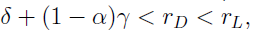 δ + (1 − α)γ < r_D < r_L,